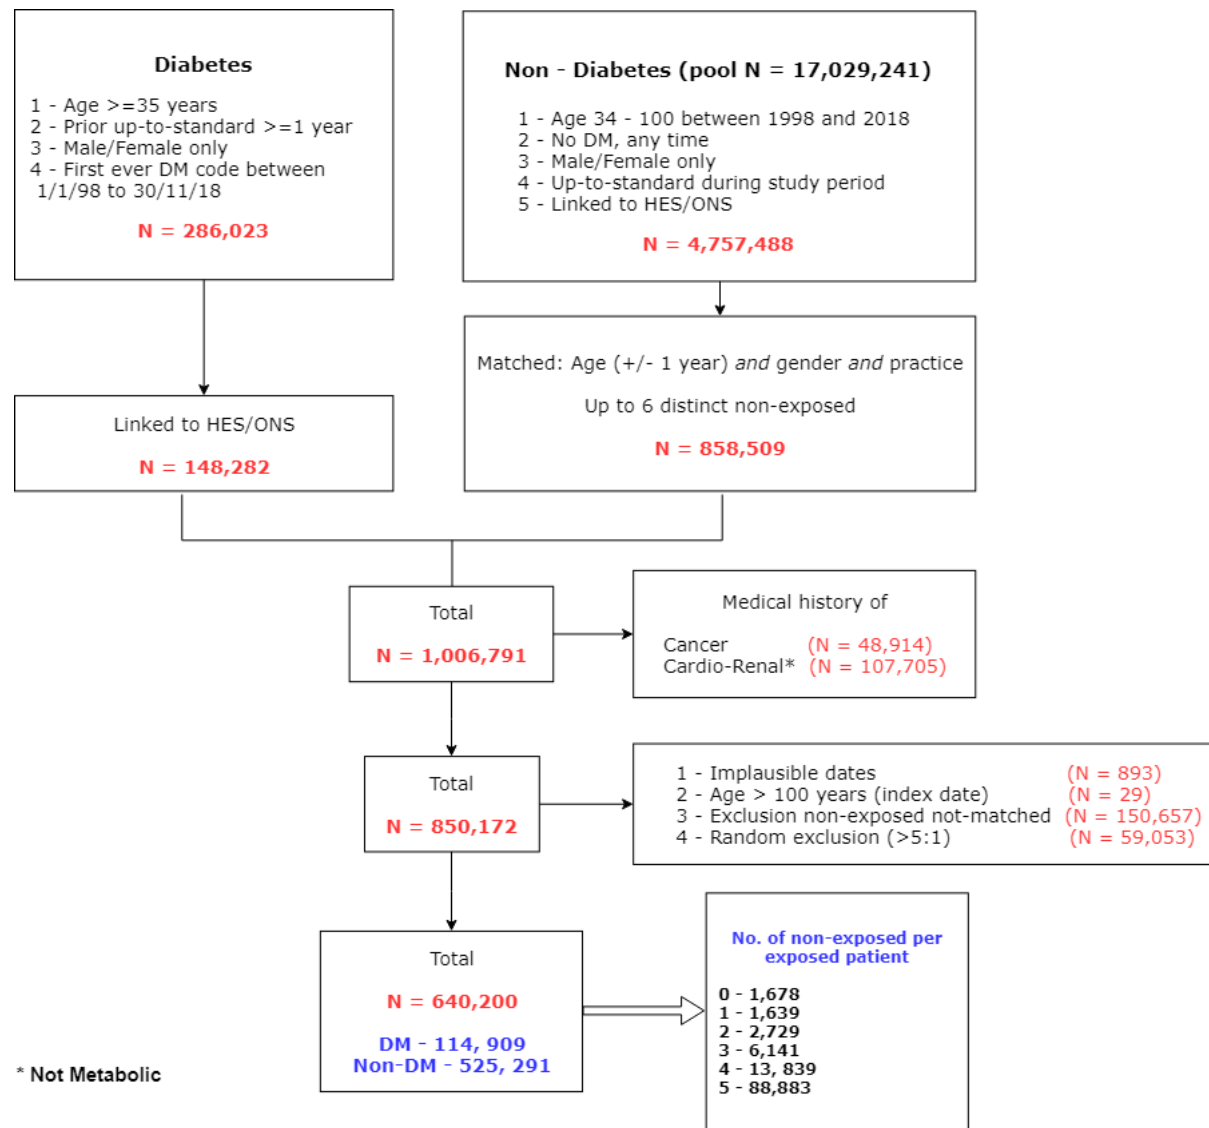 Diabetes
1 - Age >=35 years
2 - Prior up-to-standard >=1 year
3 - Male/Female only
4 - First ever DM code between
1/1/98 to 30/11/18
N = 286,023
Non - Diabetes (pool N = 17,029,241)
1 - Age 34 - 100 between 1998 and 2018
2 - No DM, any time
3 - Male/Female only
4 - Up-to-standard during study period
5 - Linked to HES/ONS
N = 4,757,488
Linked to HES/ONS
N = 148,282
Matched: Age (+/- 1 year) and gender and practice
Up to 6 distinct non-exposed
N = 858,509
Total
N = 1,006,791
Medical history of
Cancer (N = 48,914)
Cardio-Renal* (N = 107,705)
Total
N = 850,172
1 - Implausible dates (N = 893)
2 - Age > 100 years (index date) (N = 29)
3 - Exclusion non-exposed not-matched (N = 150,657)
4 - Random exclusion (>5:1) (N = 59,053)
Total
N = 640,200
DM - 114, 909
Non-DM - 525, 291
No. of non-exposed per
exposed patient
0 - 1,678
1 - 1,639
2 - 2,729
3 - 6,141
4 - 13, 839
5 - 88,883
* Not Metabolic